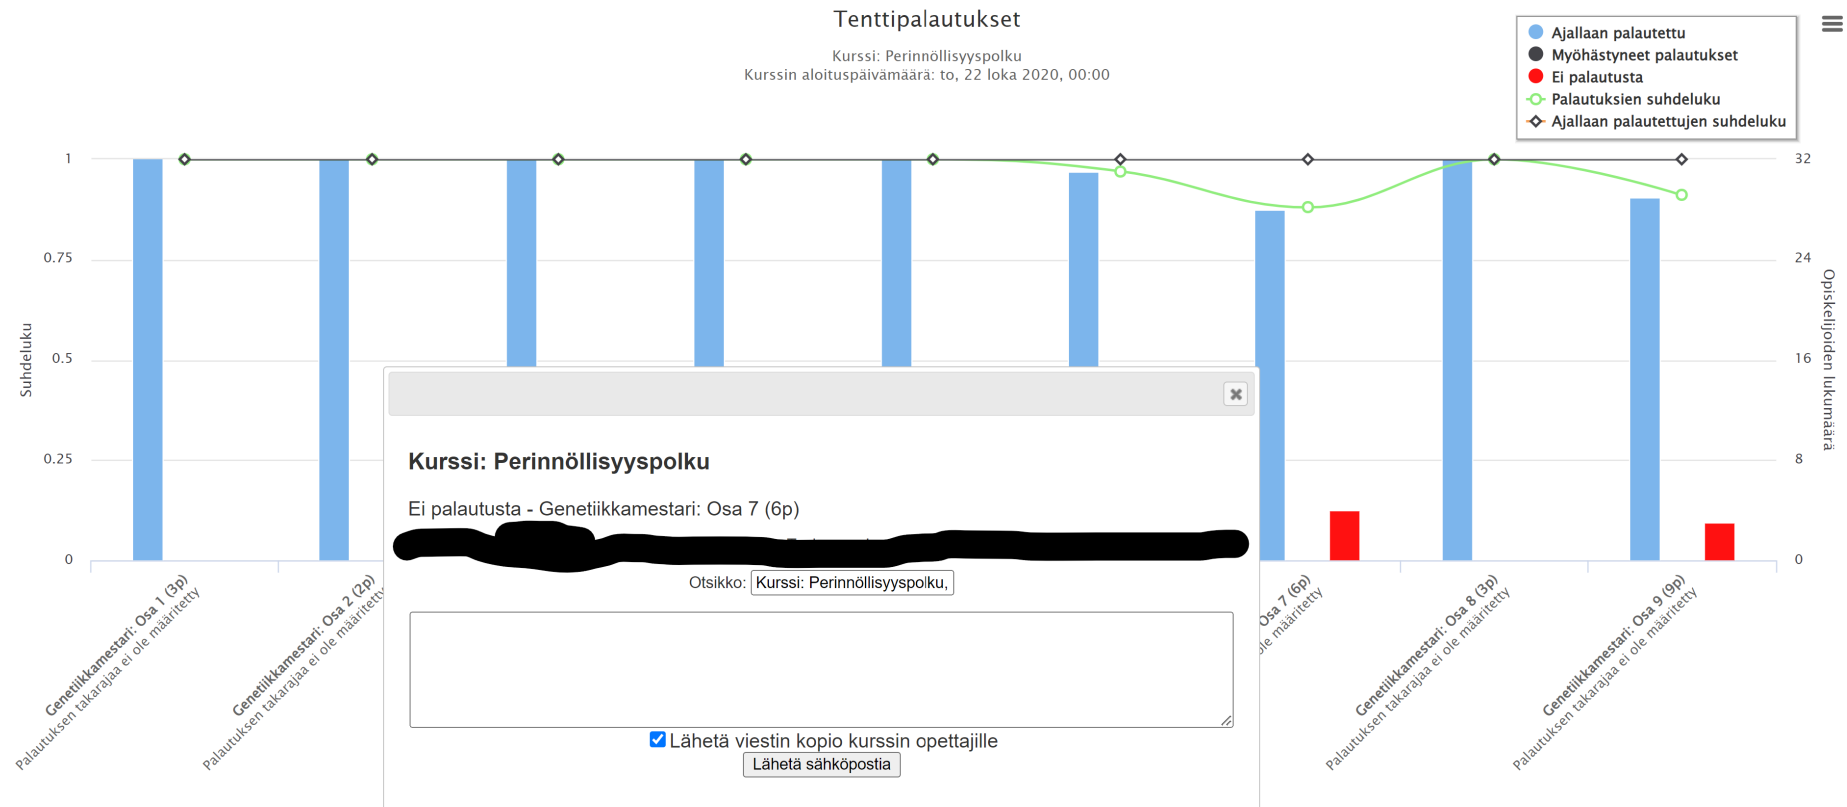 Tenttipalautukset
Kurssi: Perinnöllisyyspolku
Kurssin aloituspäivämäärä: to, 22 loka 2020, 00:00
Ajallaan palautettu
Myöhästyneet palautukset
Ei palautusta
Palautuksien suhdeluku
Ajallaan palautettujen suhdeluku
1
0.75
0.5
0.25
0
Suhdeluku
32
24
16
8
0
Opiskelijoiden lukumäärä
Kurssi: Perinnöllisyyspolku
Ei palautusta - Genetiikkamestari: Osa 7 (6p)
Otsikko: Kurssi: Perinnöllisyyspolku,
Lähetä viestin kopio kurssin opettajille
Lähetä sähköpostia
Genetiikkamestari: Osa 1 (3p)
Palautuksen takarajaa ei ole määritetty
Genetiikkamestari: Osa 2 (2p)
Palautuksen takarajaa ei ole määritetty
Osa 7 (6p)
ole määritetty
Genetiikkamestari: Osa 8 (3p)
Palautuksen takarajaa ei ole määritetty
Genetiikkamestari: Osa 9 (9p)
Palautuksen takarajaa ei ole määritetty